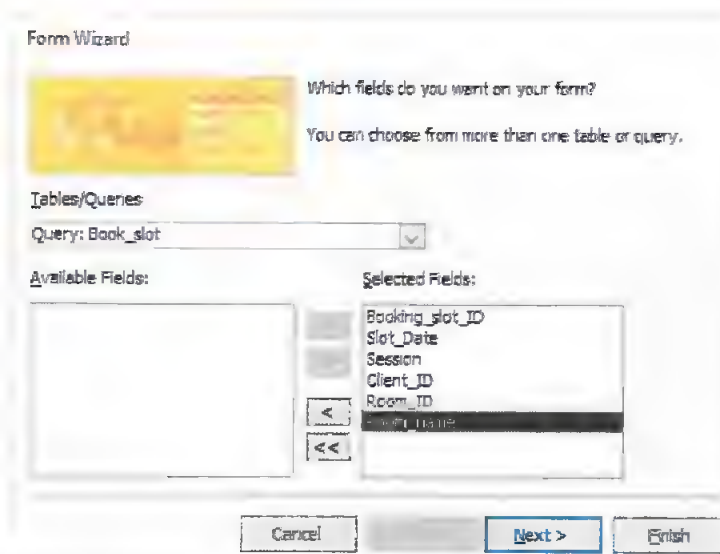 Form Wizard
Which fields do you want on your form?
You can choose from more than one table or query.
Tables/Queries
Query: Book_slot
Available Fields:
Selected Fields:
Booking_slot_ID
Slot_Date
Session
Client_ID
Room_ID
<
<<
Cancel
Next >
Finish